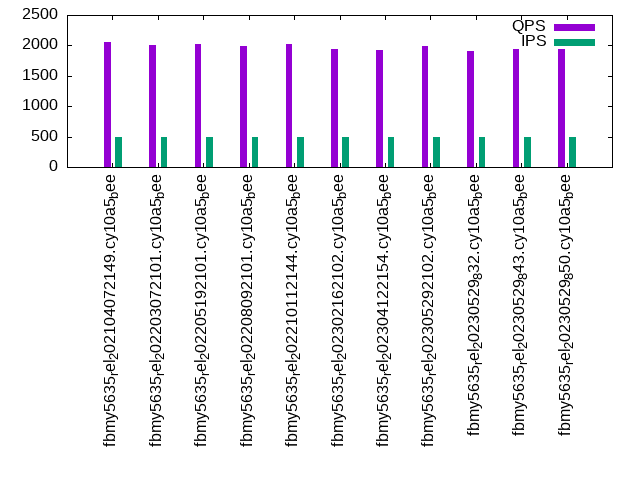 2500
2000
1500
1000
500
0
QPS
IPS
fbmy5635_rel_202104072149.cy10a5_bee
fbmy5635_rel_202203072101.cy10a5_bee
fbmy5635_rel_202205192101.cy10a5_bee
fbmy5635_rel_202208092101.cy10a5_bee
fbmy5635_rel_202210112144.cy10a5_bee
fbmy5635_rel_202302162102.cy10a5_bee
fbmy5635_rel_202304122154.cy10a5_bee
fbmy5635_rel_202305292102.cy10a5_bee
fbmy5635_rel_20230529_832.cy10a5_bee
fbmy5635_rel_20230529_843.cy10a5_bee
fbmy5635_rel_20230529_850.cy10a5_bee